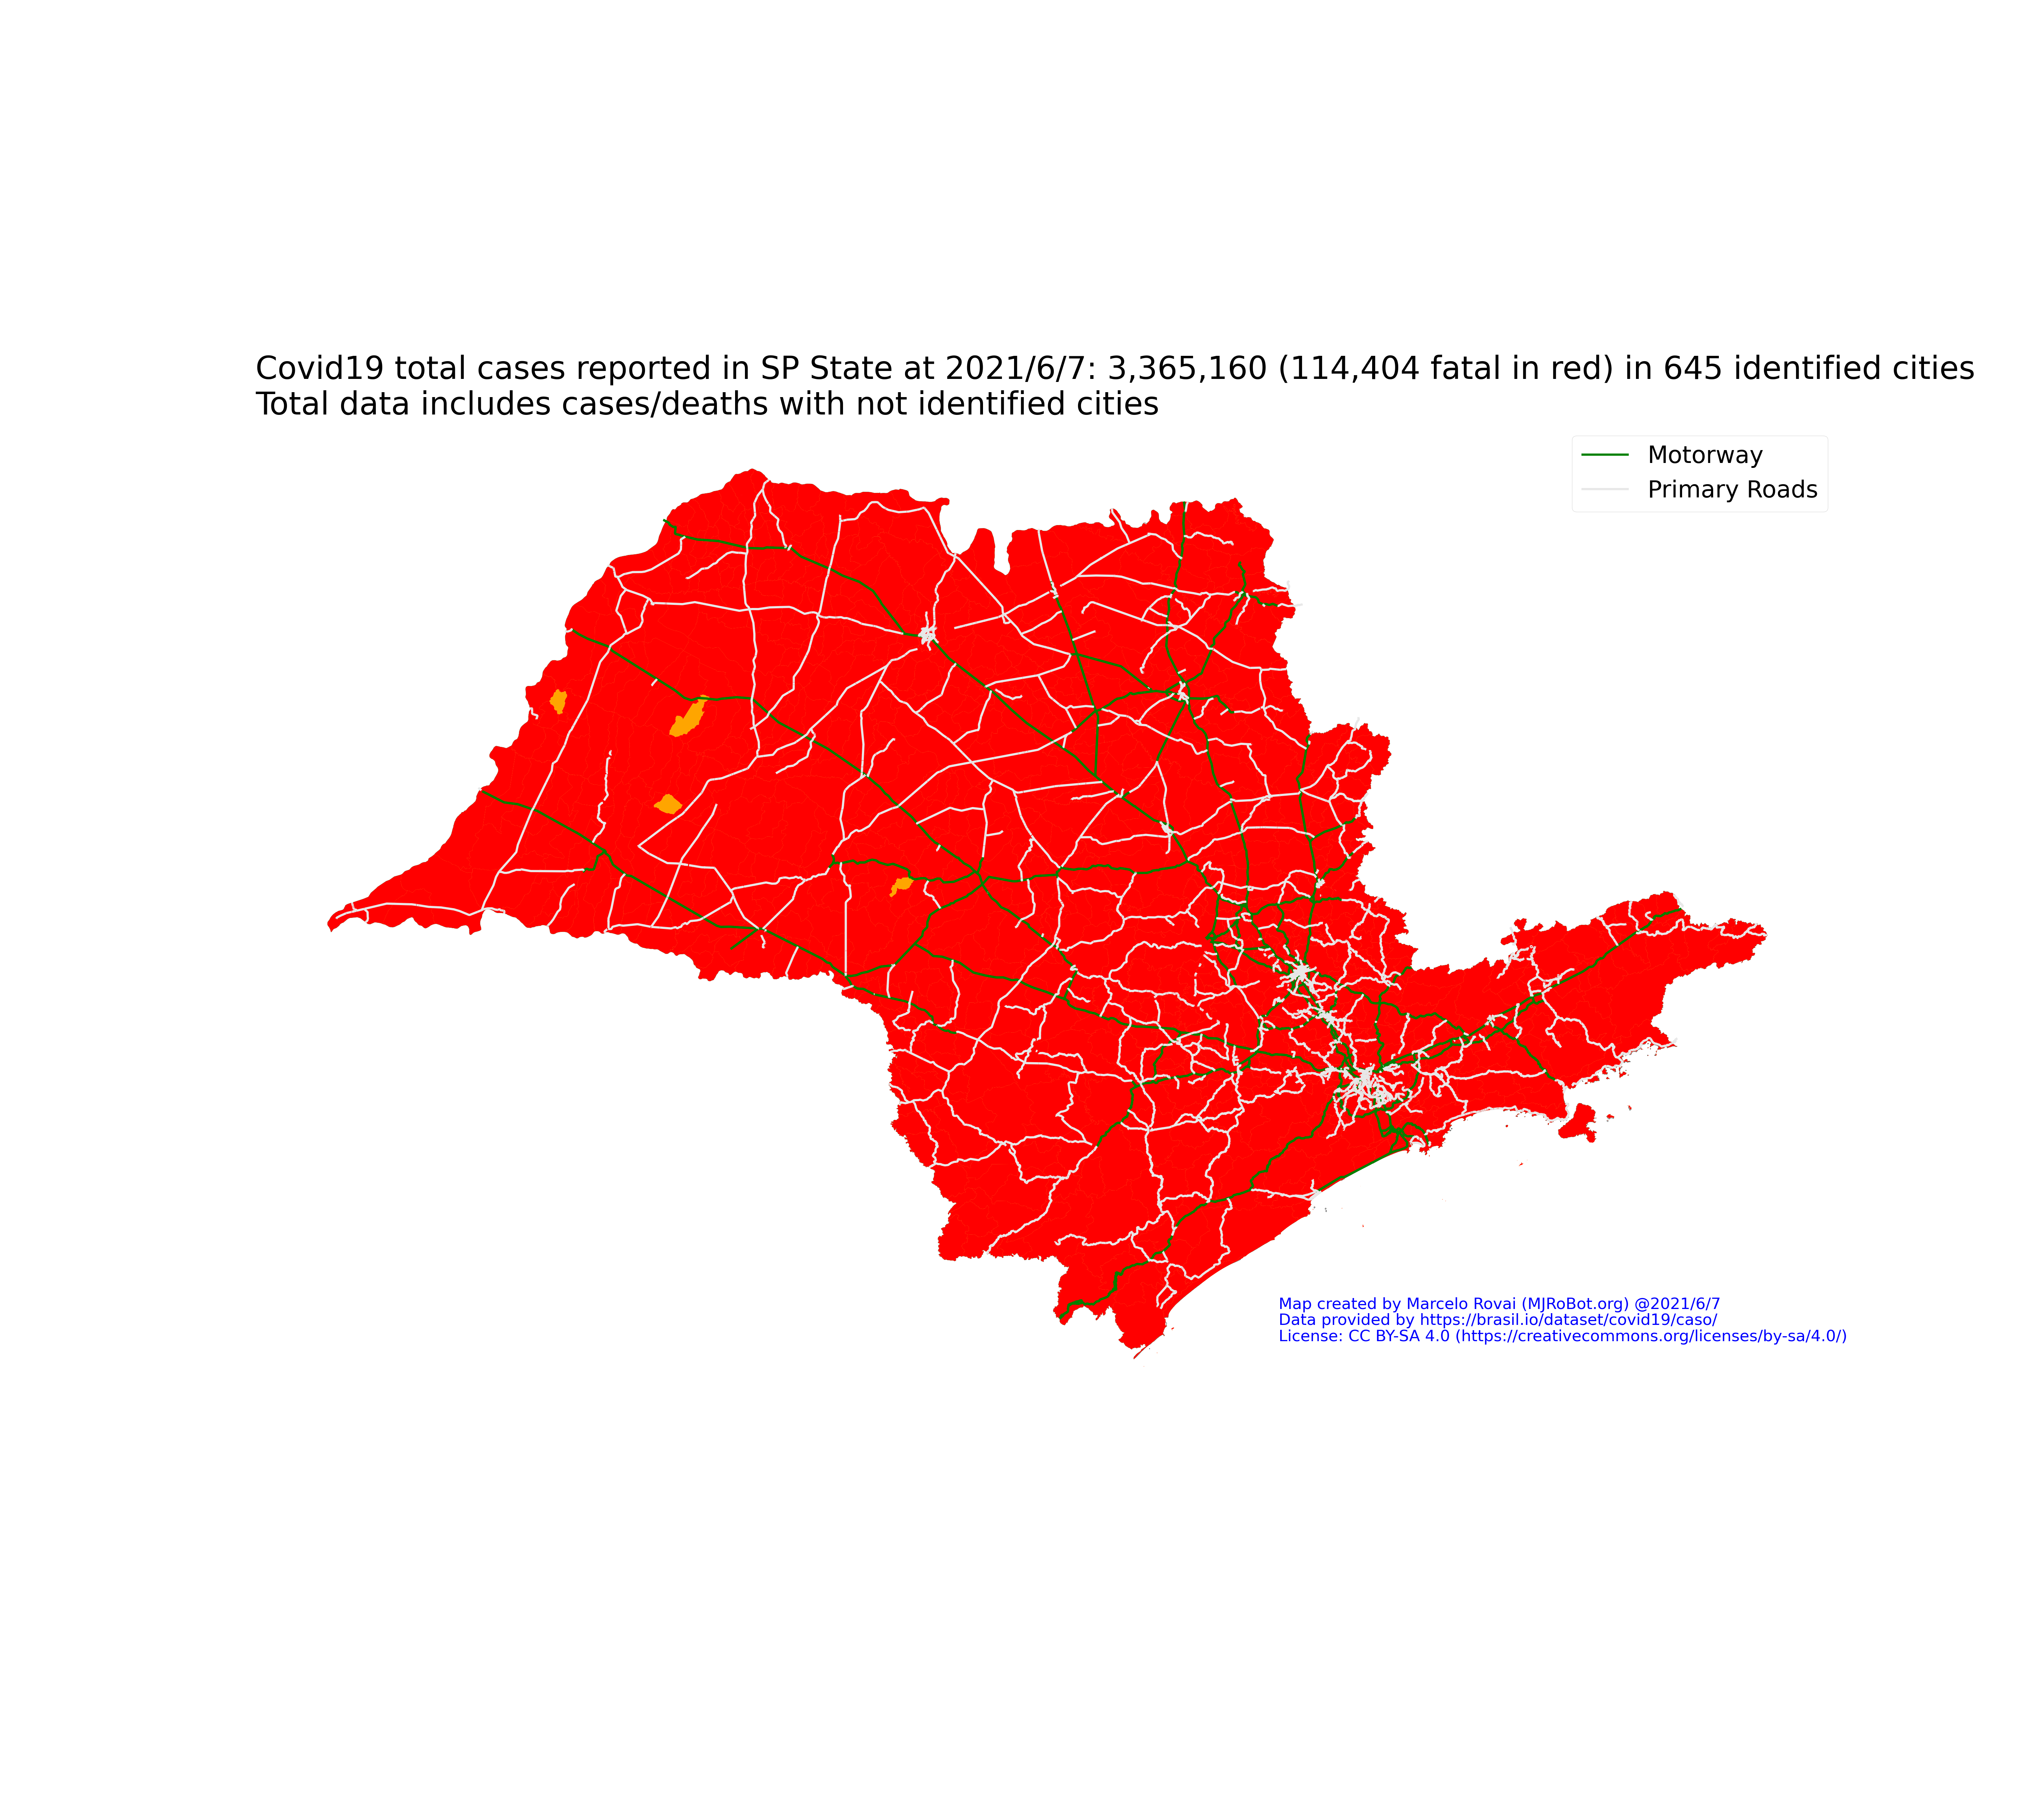 Covid19 total cases reported in SP State at 2021/6/7: 3,365,160 (114,404 fatal in red) in 645 identified cities
Total data includes cases/deaths with not identified cities
Motorway
Primary Roads
Map created by Marcelo Rovai (MJRoBot.org) @2021/6/7
Data provided by https://brasil.io/dataset/covid19/caso/
License: CC BY-SA 4.0 (https://creativecommons.org/licenses/by-sa/4.0/)